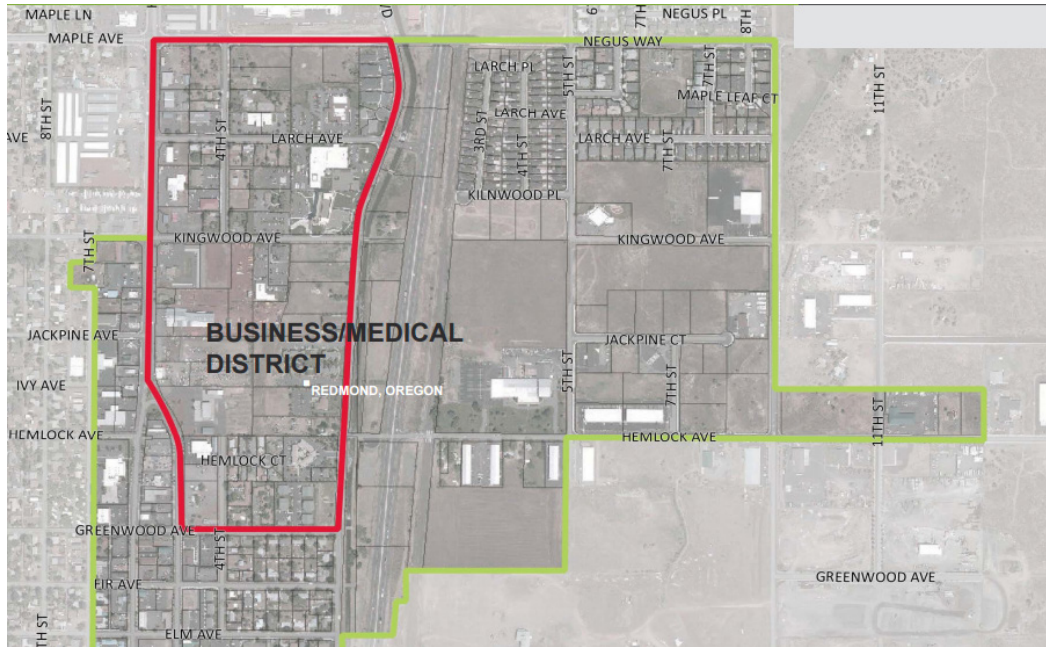 MAPLE LN
MAPLE AVE
NEGUS PL
7TH ST
8TH
NEGUS WAY
LARCH PL
5TH ST
7TH ST
11TH ST
MAPLE LEAF CT
8TH ST
AVE
4TH ST
LARCH AVE
3RD ST
LARCH AVE
4TH ST
LARCH AVE
7TH ST
KILNWOOD PL
7TH ST
KINGWOOD AVE
KINGWOOD AVE
JACKPINE AVE
BUSINESS/MEDICAL
DISTRICT
JACKPINE CT
IVY AVE
REDMOND, OREGON
5TH ST
7TH ST
11TH ST
HEMLOCK AVE
HEMLOCK AVE
HEMLOCK CT
GREENWOOD AVE
4TH ST
FIR AVE
GREENWOOD AVE
TH ST
ELM AVE